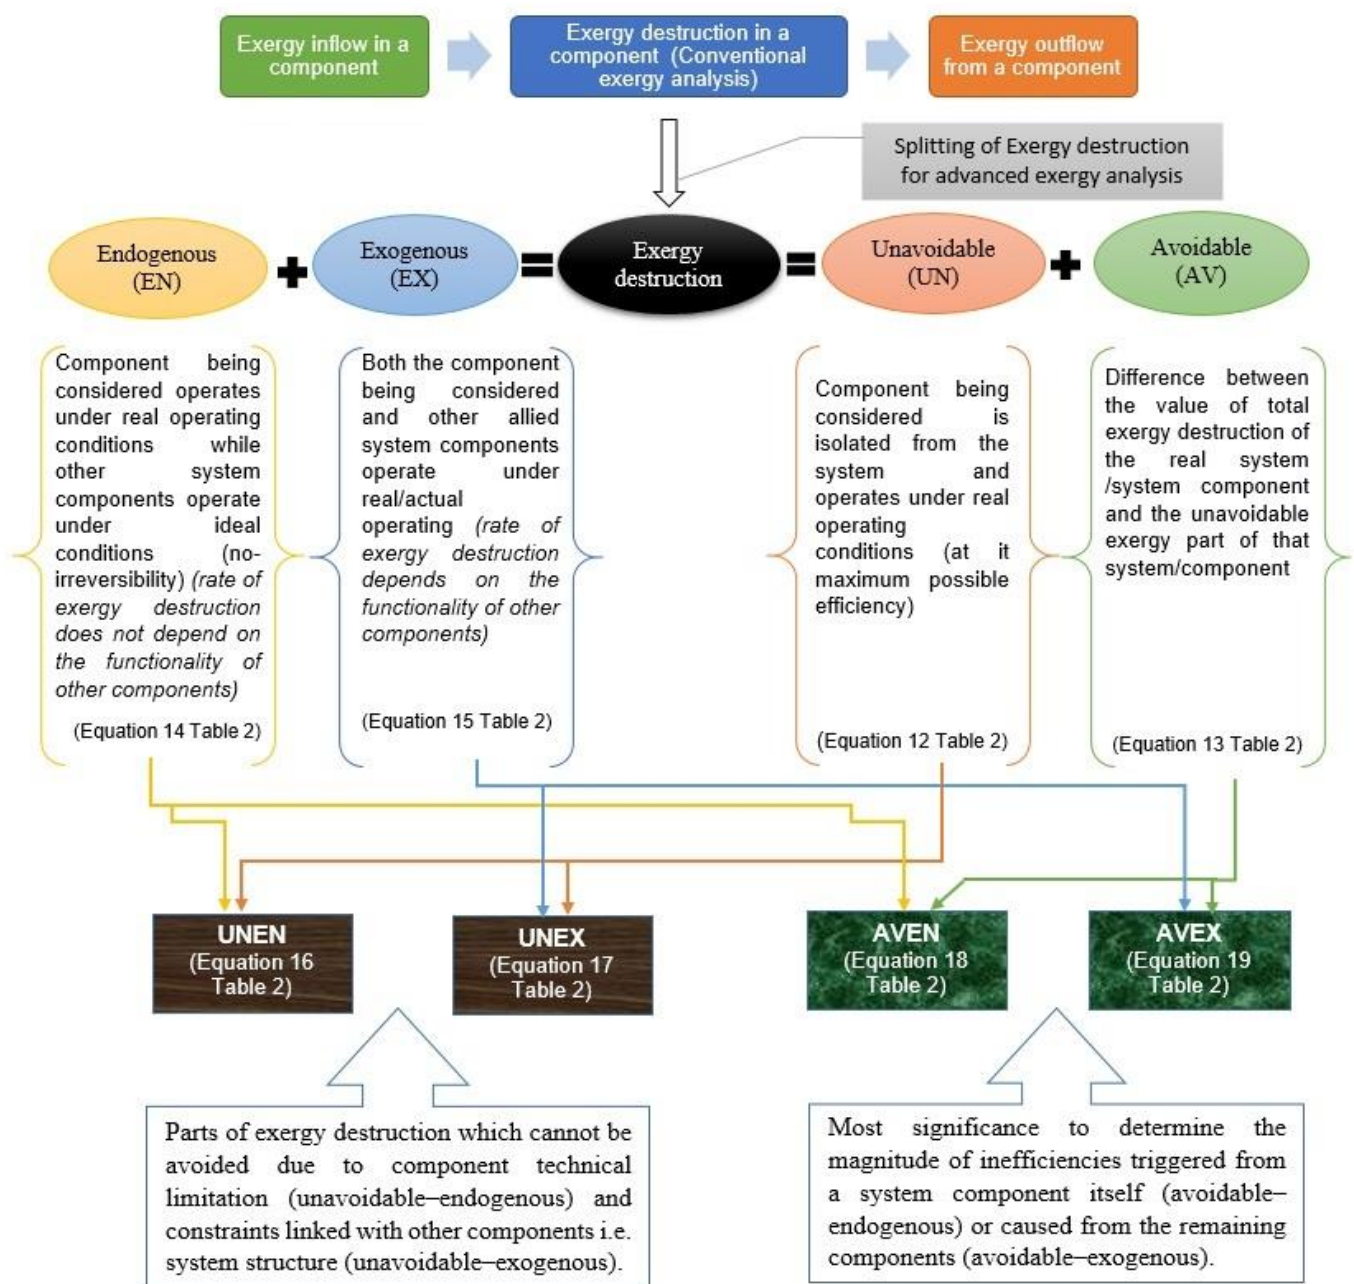 Exergy inflow in a
component
Exergy destruction in a
component (Conventional
exergy analysis)
Exergy outflow
from a component
Splitting of Exergy destruction
for advanced exergy analysis
Endogenous
(EN)
Exogenous
(EX)
Exergy
destruction
Unavoidable
(UN)
Avoidable
(AV)
Component being
considered operates
under real operating
conditions while
other system
components operate
under ideal
conditions (no-
irreversibility) (rate of
exergy destruction
does not depend on
the functionality of
other components)
(Equation 14 Table 2)
Both the component
being considered
and other allied
system components
operate under
real/actual
operating (rate of
exergy destruction
depends on the
functionality of other
components)
(Equation 15 Table 2)
Component being
considered is
isolated from the
system and
operates under real
operating
conditions (at it
maximum possible
efficiency)
(Equation 12 Table 2)
Difference between
the value of total
exergy destruction of
the real system
/system component
and the unavoidable
exergy part of that
system/component
(Equation 13 Table 2)
UNEN
(Equation 16
Table 2)
UNEX
(Equation 17
Table 2)
AVEN
(Equation 18
Table 2)
AVEX
(Equation 19
Table 2)
Parts of exergy destruction which cannot be
avoided due to component technical
limitation (unavoidable–endogenous) and
constraints linked with other components i.e.
system structure (unavoidable–exogenous).
Most significance to determine the
magnitude of inefficiencies triggered from
a system component itself (avoidable–
endogenous) or caused from the remaining
components (avoidable–exogenous).